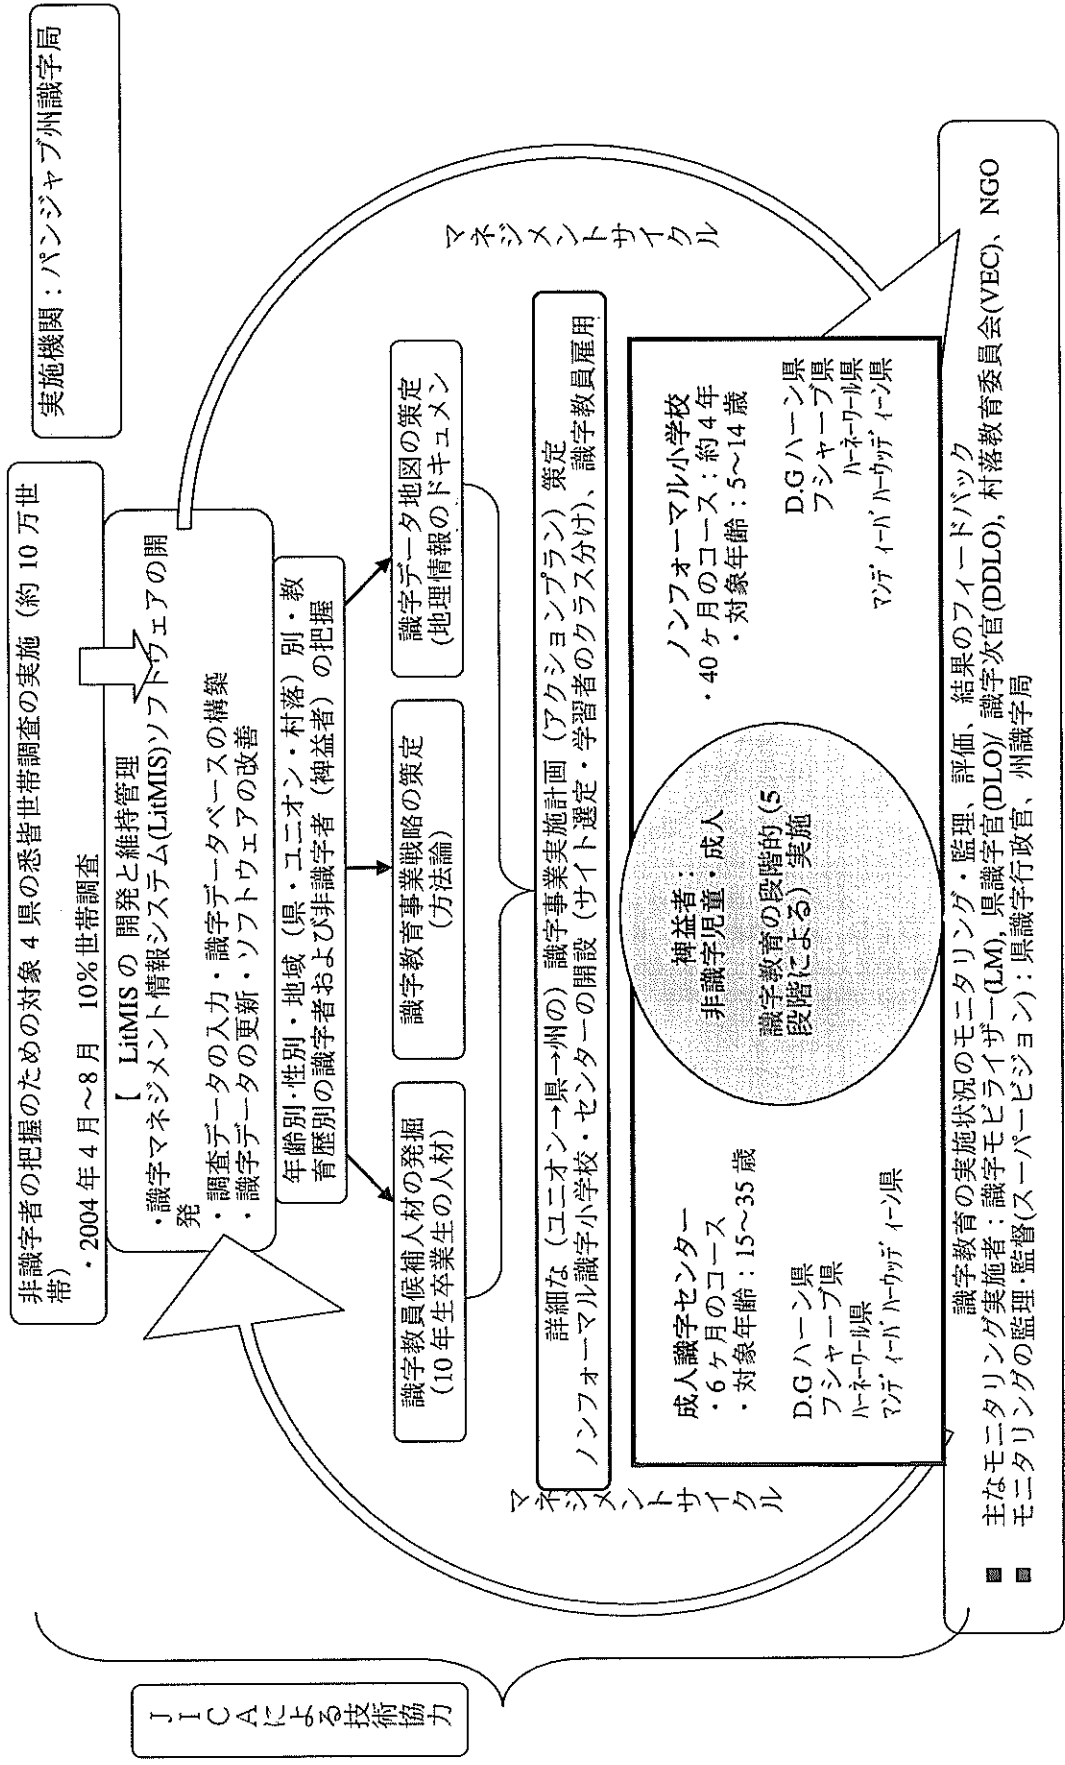 実施機関：パンジャブ州識字局
非識字者の把握のための対象 4 県の悉皆世帯調査の実施（約 10 万世
帯）
・2004 年 4 月～8 月　10％世帯調査
【 LitMIS の 開発と維持管理
・識字マネジメント情報システム(LitMIS)ソフトウェアの開
発
・調査データの入力・識字データベースの構築
・識字データの更新・ソフトウェアの改善
年齢別・性別・地域（県・ユニオン・村落）別・教
育歴別の識字者および非識字者（裨益者）の把握
識字教員候補人材の発掘
(10 年生卒業生の人材)
識字教育事業戦略の策定
(方法論)
識字データ地図の策定
(地理情報のドキュメン
詳細な（ユニオン→県→州の）識字事業実施計画（アクションプラン）策定
ノンフォーマル識字小学校・センターの開設（サイト選定・学習者のクラス分け）、識字教員雇用
マネジメントサイクル
マネジメントサイクル
成人識字センター
・6 ヶ月のコース
・対象年齢：15～35 歳
D.G ハーン県
フシャーブ県
ハーネーワール県
マンディーバハーウッディーン県
裨益者：
非識字児童・成人
識字教育の段階的（5
段階による）実施
ノンフォーマル小学校
・40 ヶ月のコース：約 4 年
・対象年齢：5～14 歳
D.G ハーン県
フシャーブ県
ハーネーワール県
マンディーバハーウッディーン県
識字教育の実施状況のモニタリング・監理、評価、結果のフィードバック
■ 主なモニタリング実施者：識字モビライザー(LM), 県識字官(DLO)/ 識字次官(DDLO), 村落教育委員会(VEC)、NGO
■ モニタリングの監理・監督(スーパービジョン)：県識字行政官、州識字局
ＪＩＣＡによる技術協力